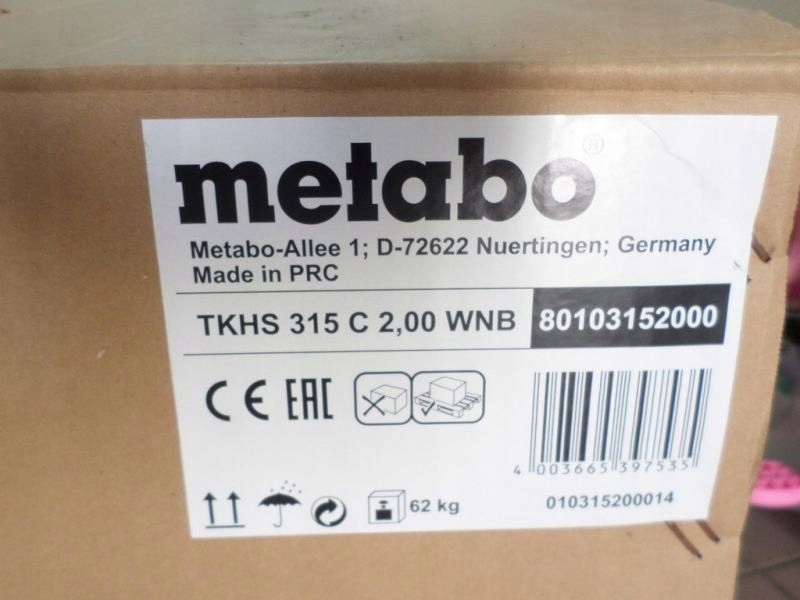 metabo®
Metabo-Allee 1; D-72622 Nuertingen; Germany
Made in PRC
TKHS 315 C 2,00 WNB 80103152000
CE EAC
4 003665 397535
62 kg
010315200014